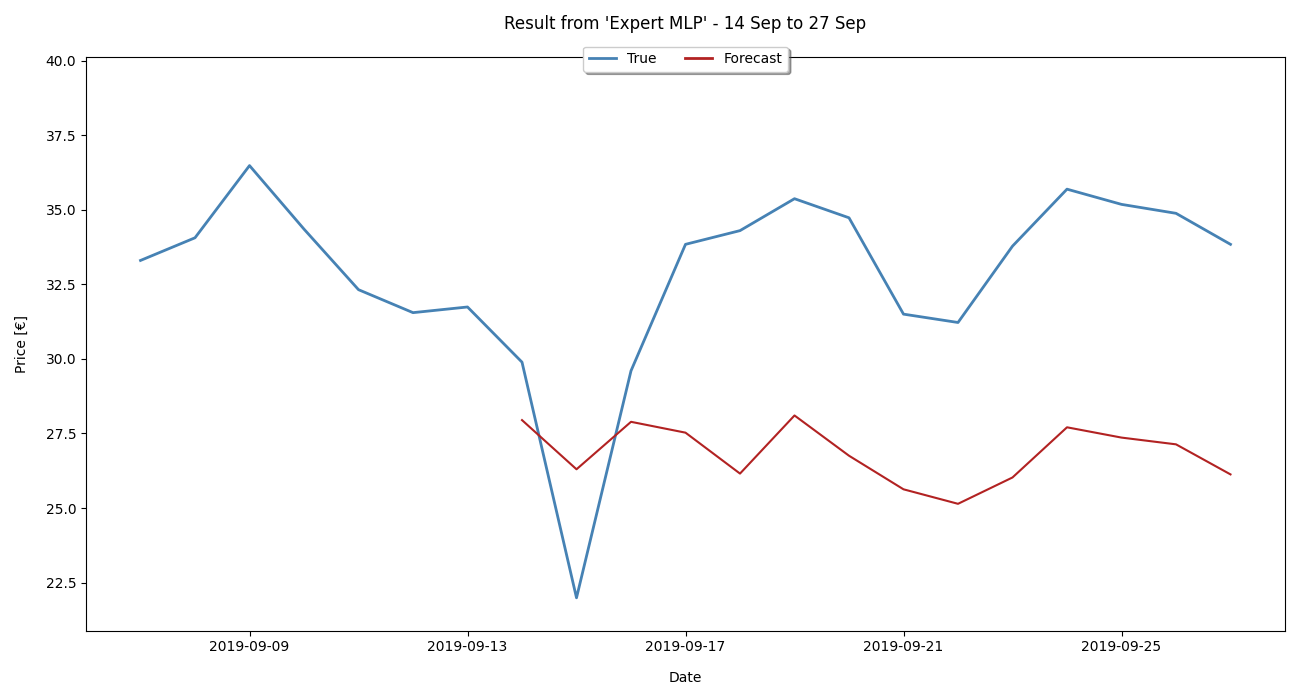 Result from 'Expert MLP' - 14 Sep to 27 Sep
True Forecast
40.0
37.5
35.0
32.5
30.0
27.5
25.0
22.5
Price [€]
2019-09-09 2019-09-13 2019-09-17 2019-09-21 2019-09-25
Date